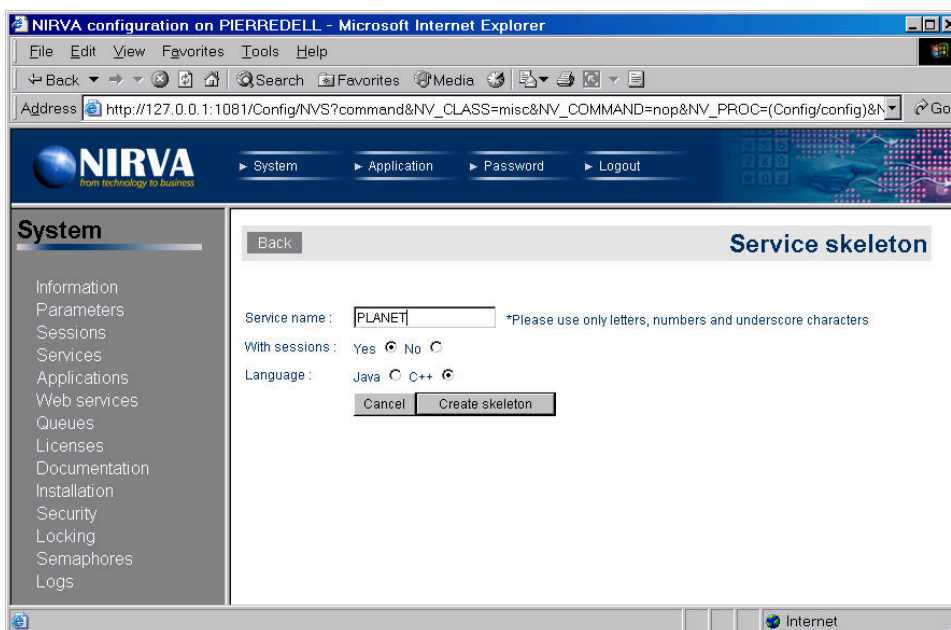 NIRVA configuration on PIERREDELL - Microsoft Internet Explorer
File Edit View Favorites Tools Help
Back Search Favorites Media
Address http://127.0.0.1:1081/Config/NVS?command&NV_CLASS=misc&NV_COMMAND=nop&NV_PROC=(Config/config)&N Go
NIRVA
from technology to business
System Application Password Logout
System
Back Service skeleton
Information
Parameters
Sessions
Services
Applications
Web services
Queues
Licenses
Documentation
Installation
Security
Locking
Semaphores
Logs
Service name : PLANET *Please use only letters, numbers and underscore characters
With sessions : Yes No
Language : Java C++
Cancel Create skeleton
Internet